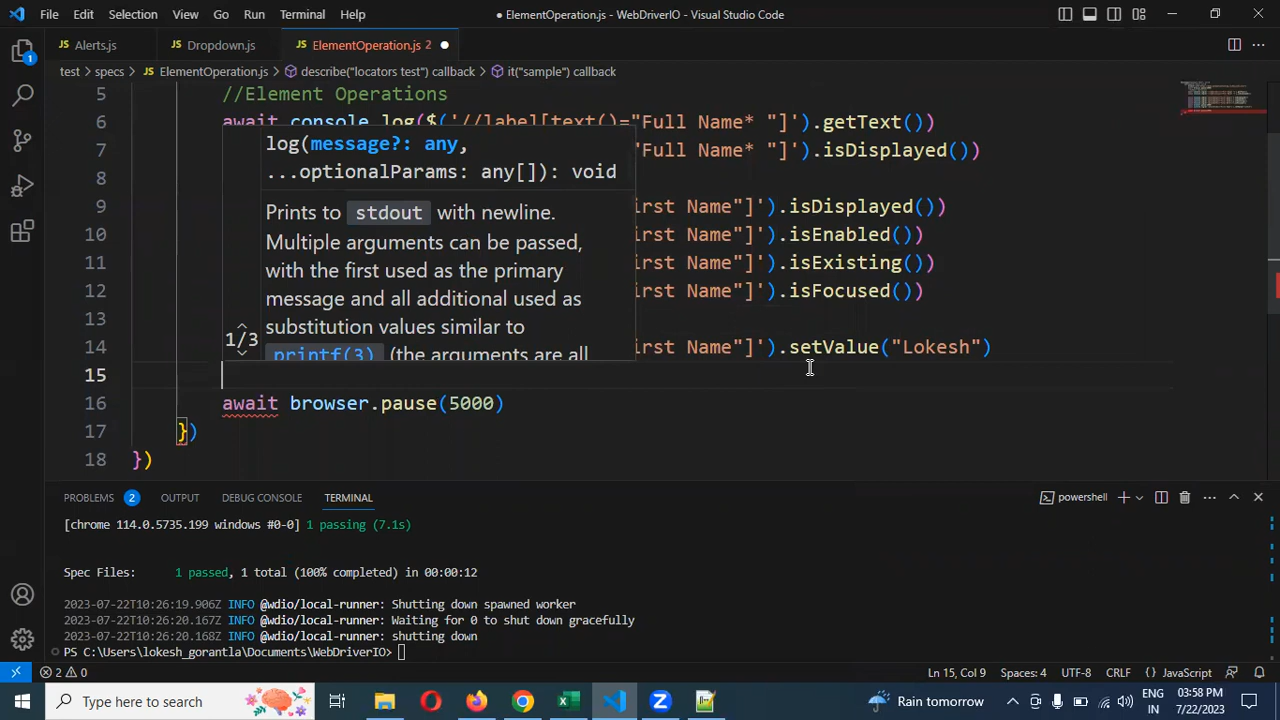 File Edit Selection View Go Run Terminal Help
● ElementOperation.js - WebDriverIO - Visual Studio Code
JS Alerts.js
JS Dropdown.js
JS ElementOperation.js 2 ●
test > specs > JS ElementOperation.js > describe("locators test") callback > it("sample") callback
5 //Element Operations
6 await console.log($('//label[text()="Full Name* "]').getText())
7 "Full Name* "]').isDisplayed())
8
9 irst Name"]').isDisplayed())
10 irst Name"]').isEnabled())
11 irst Name"]').isExisting())
12 irst Name"]').isFocused())
13
14 irst Name"]').setValue("Lokesh")
15
16 await browser.pause(5000)
17 })
18 })
log(message?: any,
...optionalParams: any[]): void
Prints to stdout with newline.
Multiple arguments can be passed,
with the first used as the primary
message and all additional used as
substitution values similar to
1/3
printf(3) (the arguments are all
PROBLEMS 2 OUTPUT DEBUG CONSOLE TERMINAL
powershell
[chrome 114.0.5735.199 windows #0-0] 1 passing (7.1s)
Spec Files: 1 passed, 1 total (100% completed) in 00:00:12
2023-07-22T10:26:19.906Z INFO @wdio/local-runner: Shutting down spawned worker
2023-07-22T10:26:20.167Z INFO @wdio/local-runner: Waiting for 0 to shut down gracefully
2023-07-22T10:26:20.168Z INFO @wdio/local-runner: shutting down
PS C:\Users\lokesh_gorantla\Documents\WebDriverIO>
2 0
Ln 15, Col 9 Spaces: 4 UTF-8 CRLF {} JavaScript
Type here to search
Rain tomorrow
ENG
IN
03:58 PM
7/22/2023